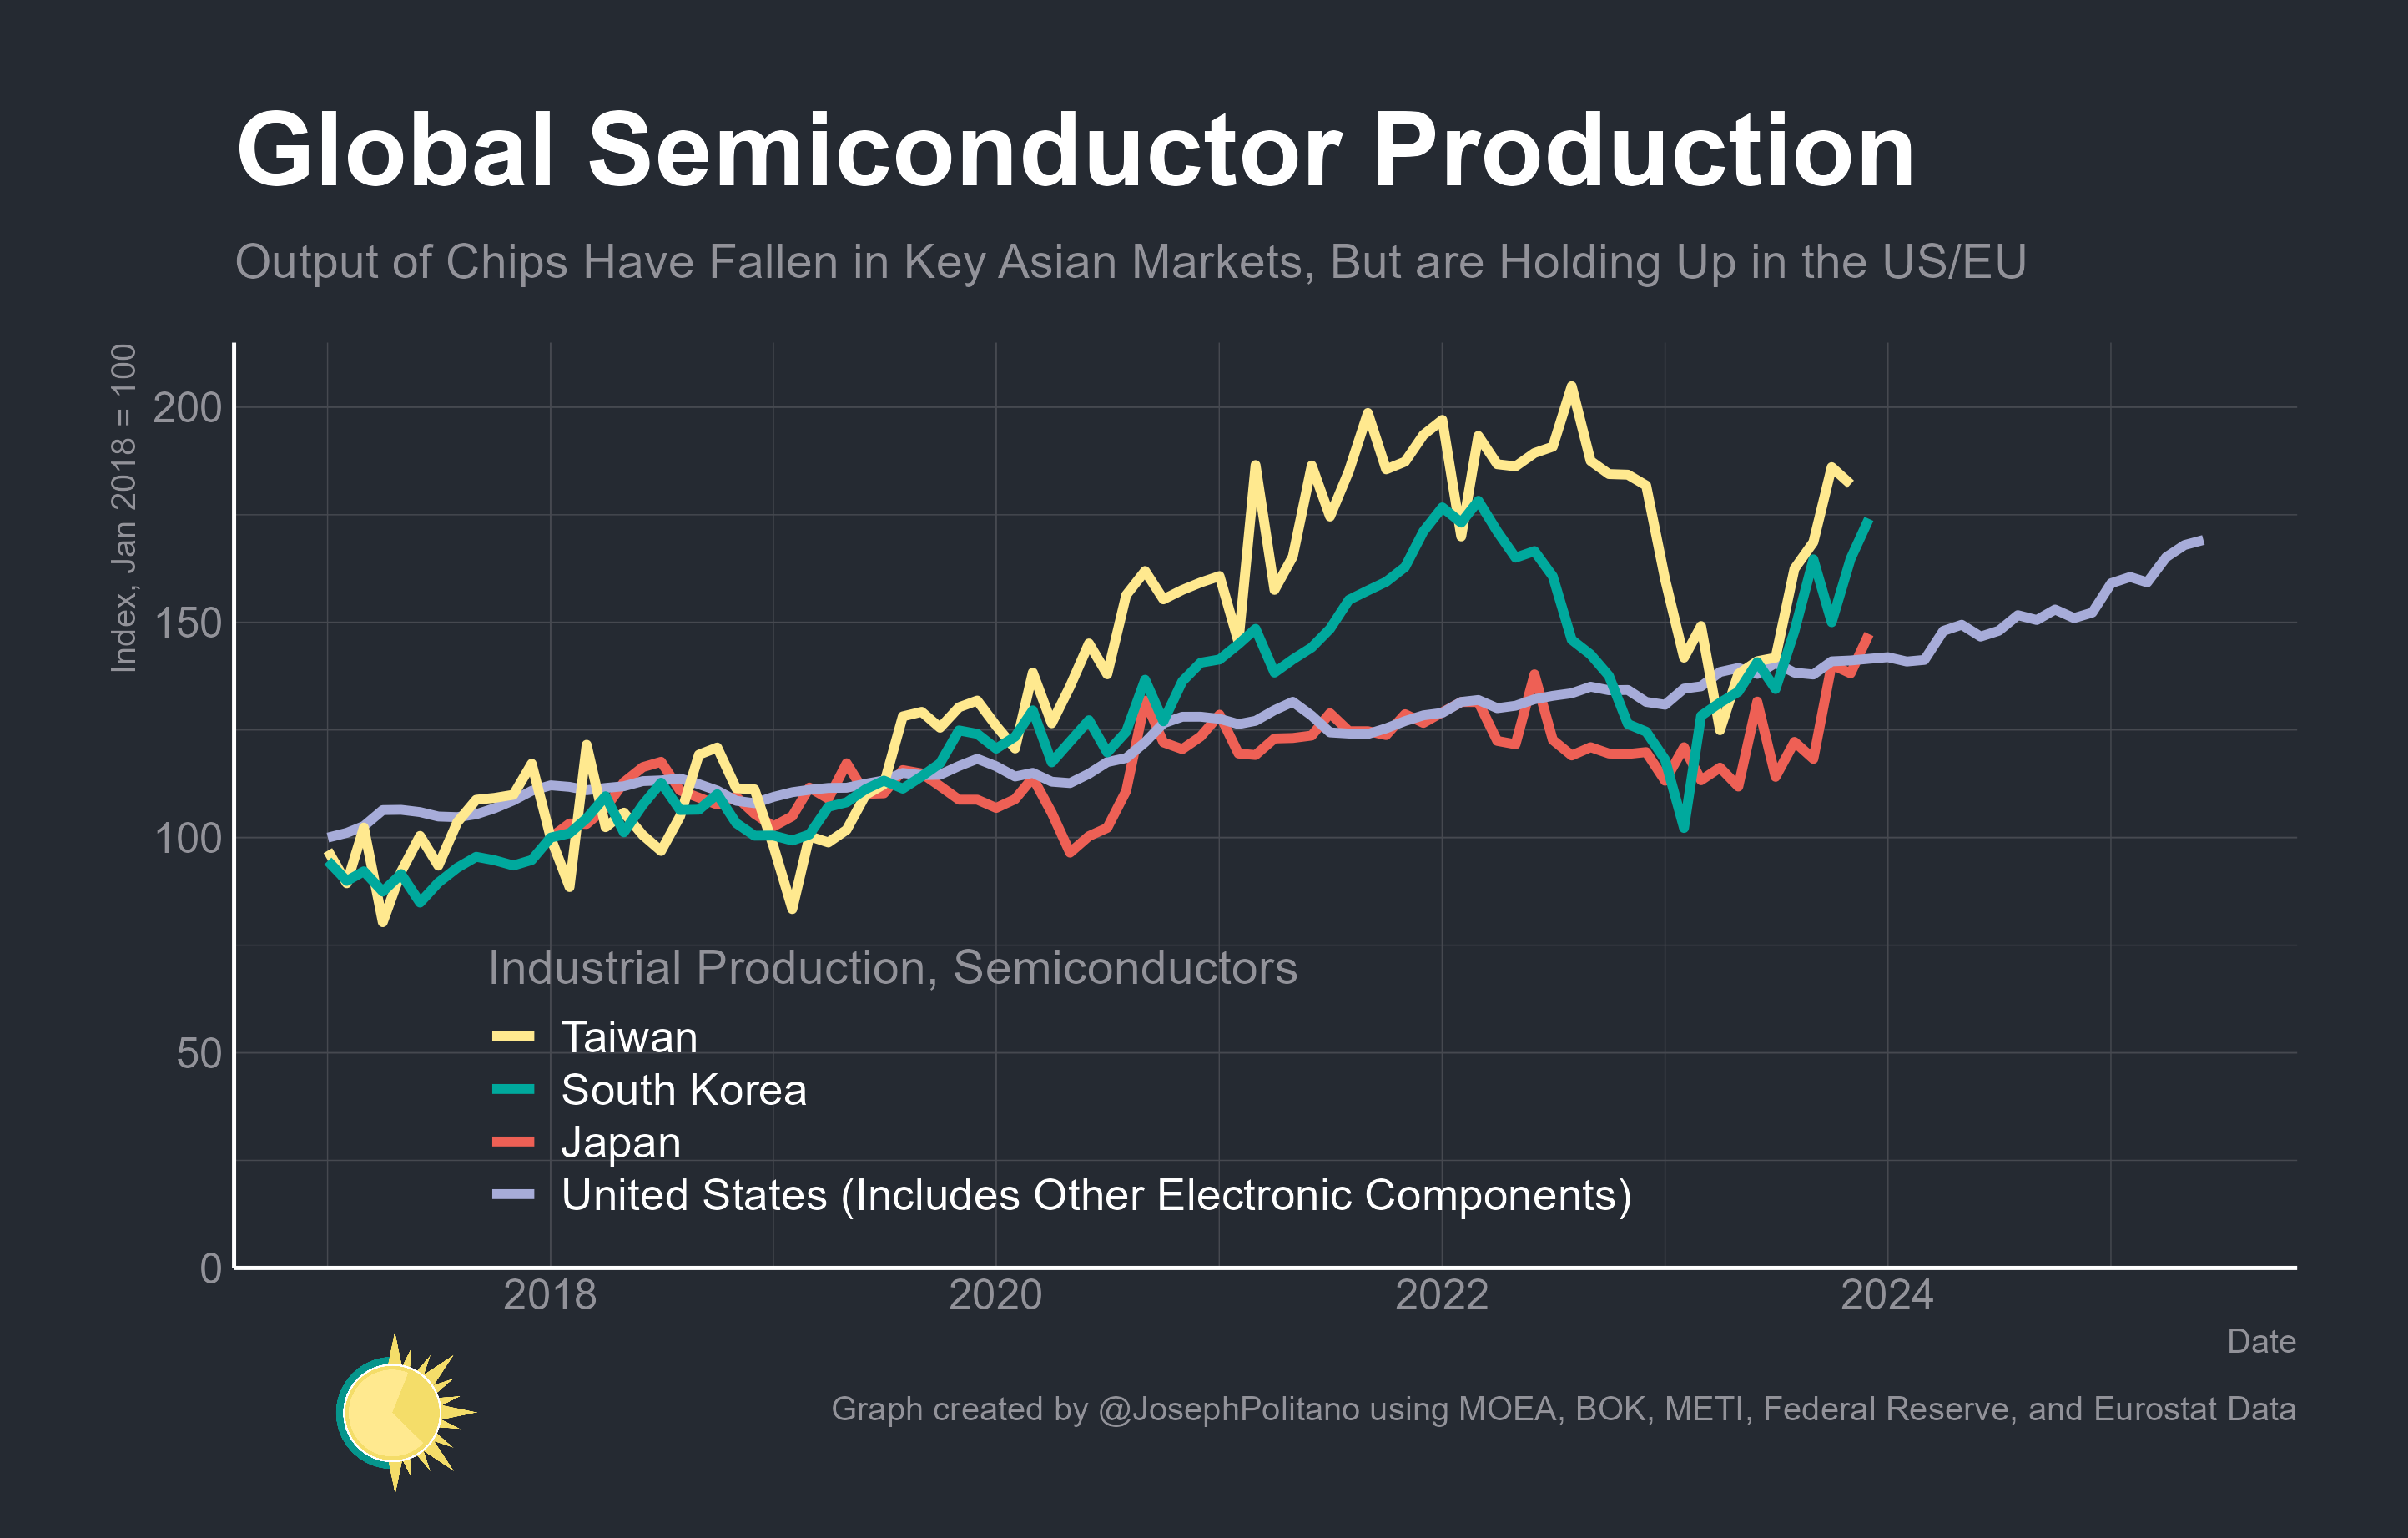 Global Semiconductor Production
Output of Chips Have Fallen in Key Asian Markets, But are Holding Up in the US/EU
Index, Jan 2018 = 100
200
150
100
50
0
Industrial Production, Semiconductors
Taiwan
South Korea
Japan
United States (Includes Other Electronic Components)
2018 2020 2022 2024
Date
Graph created by @JosephPolitano using MOEA, BOK, METI, Federal Reserve, and Eurostat Data